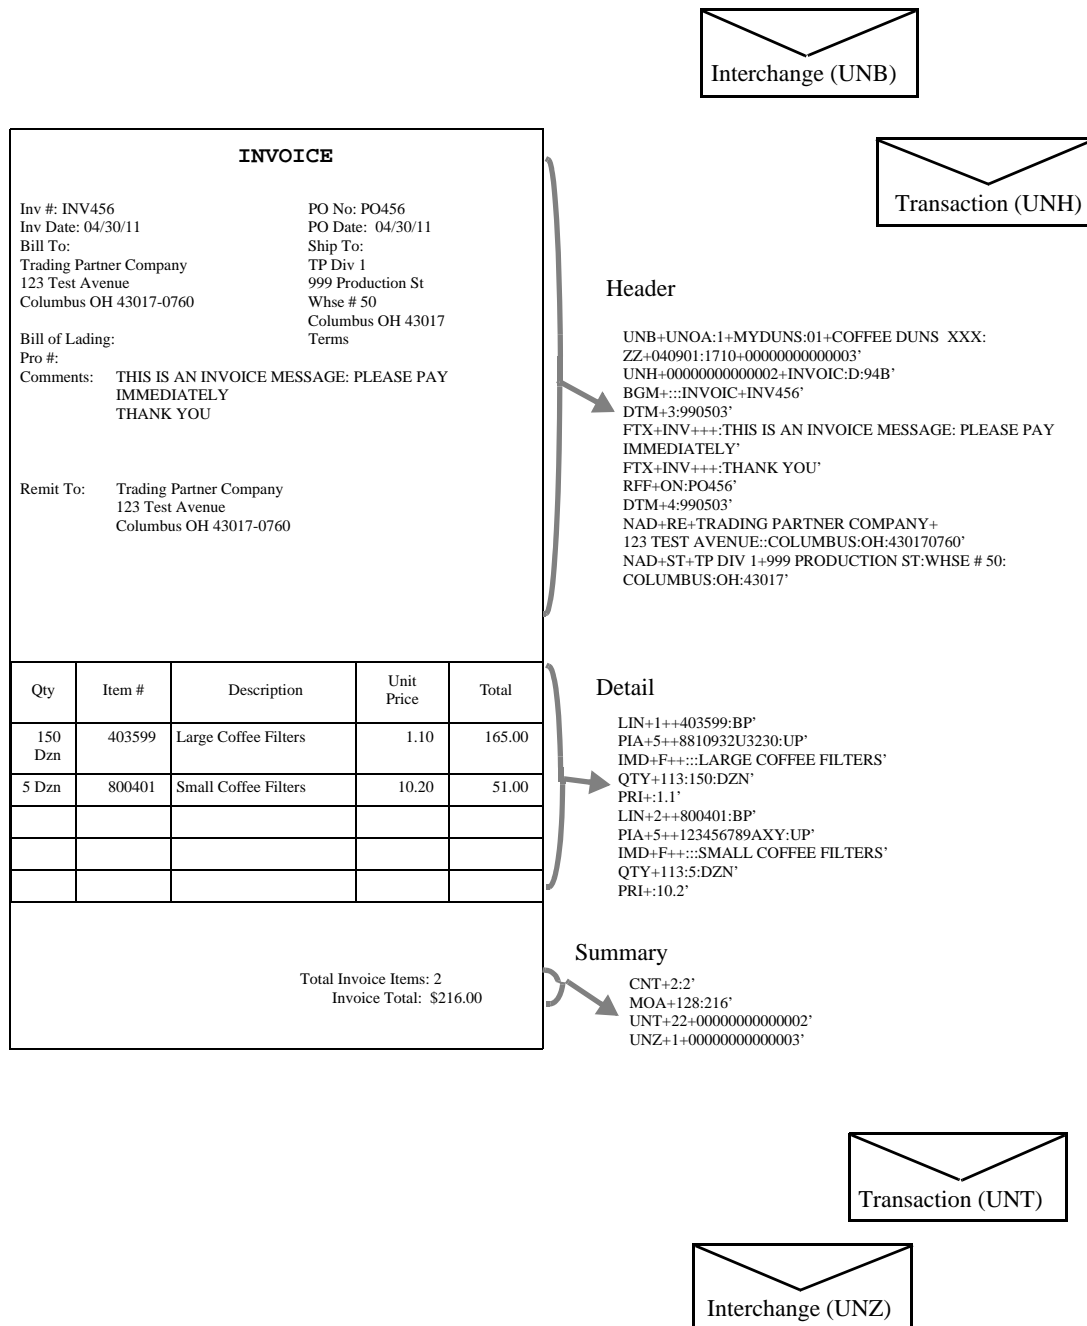 Interchange (UNB)
Transaction (UNH)
INVOICE
Inv #: INV456
Inv Date: 04/30/11
Bill To:
Trading Partner Company
123 Test Avenue
Columbus OH 43017-0760
Bill of Lading:
Pro #:
PO No: PO456
PO Date: 04/30/11
Ship To:
TP Div 1
999 Production St
Whse # 50
Columbus OH 43017
Terms
Comments: THIS IS AN INVOICE MESSAGE: PLEASE PAY
IMMEDIATELY
THANK YOU
Remit To: Trading Partner Company
123 Test Avenue
Columbus OH 43017-0760
Header
UNB+UNOA:1+MYDUNS:01+COFFEE DUNS XXX:
ZZ+040901:1710+00000000000003’
UNH+00000000000002+INVOIC:D:94B’
BGM+:::INVOIC+INV456’
DTM+3:990503’
FTX+INV+++:THIS IS AN INVOICE MESSAGE: PLEASE PAY
IMMEDIATELY’
FTX+INV+++:THANK YOU’
RFF+ON:PO456’
DTM+4:990503’
NAD+RE+TRADING PARTNER COMPANY+
123 TEST AVENUE::COLUMBUS:OH:430170760’
NAD+ST+TP DIV 1+999 PRODUCTION ST:WHSE # 50:
COLUMBUS:OH:43017’
Qty Item # Description Unit Price Total
150 Dzn 403599 Large Coffee Filters 1.10 165.00
5 Dzn 800401 Small Coffee Filters 10.20 51.00
Detail
LIN+1++403599:BP’
PIA+5++8810932U3230:UP’
IMD+F++:::LARGE COFFEE FILTERS’
QTY+113:150:DZN’
PRI+:1.1’
LIN+2++800401:BP’
PIA+5++123456789AXY:UP’
IMD+F++:::SMALL COFFEE FILTERS’
QTY+113:5:DZN’
PRI+:10.2’
Total Invoice Items: 2
Invoice Total: $216.00
Summary
CNT+2:2’
MOA+128:216’
UNT+22+00000000000002’
UNZ+1+00000000000003’
Transaction (UNT)
Interchange (UNZ)